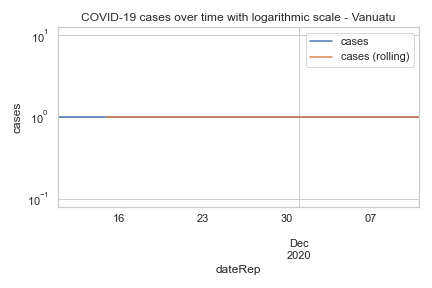 COVID-19 cases over time with logarithmic scale - Vanuatu
10¹
cases
cases (rolling)
cases
10⁰
10⁻¹
16
23
30
07
Dec
2020
dateRep